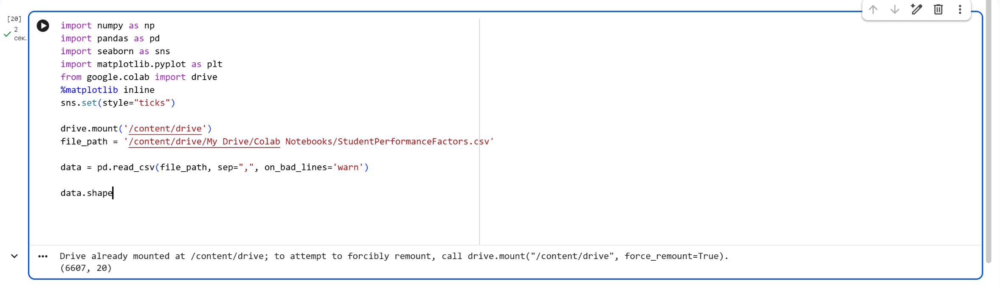 [20]
2
сек.
import numpy as np
import pandas as pd
import seaborn as sns
import matplotlib.pyplot as plt
from google.colab import drive
%matplotlib inline
sns.set(style="ticks")
drive.mount('/content/drive')
file_path = '/content/drive/My Drive/Colab Notebooks/StudentPerformanceFactors.csv'
data = pd.read_csv(file_path, sep=",", on_bad_lines='warn')
data.shape
Drive already mounted at /content/drive; to attempt to forcibly remount, call drive.mount("/content/drive", force_remount=True).
(6607, 20)